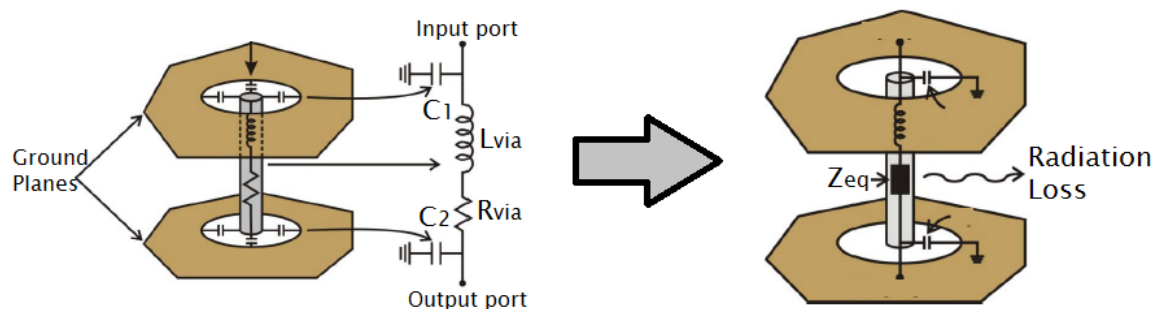 Input port
C1
Lvia
Ground
Planes
Rvia
C2
Output port
Zeq
Radiation
Loss